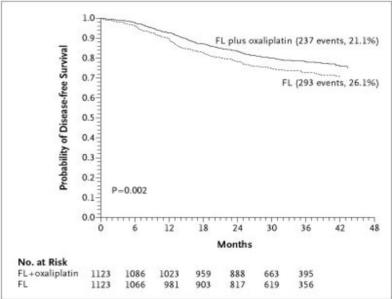 1.0
0.9
0.8
0.7
0.6
0.5
0.4
0.3
0.2
0.1
0.0
Probability of Disease-free Survival
FL plus oxaliplatin (237 events, 21.1%)
FL (293 events, 26.1%)
P=0.002
0 6 12 18 24 30 36 42 48
Months
No. at Risk
FL+oxaliplatin 1123 1086 1023 959 888 663 395
FL 1123 1066 981 903 817 619 356